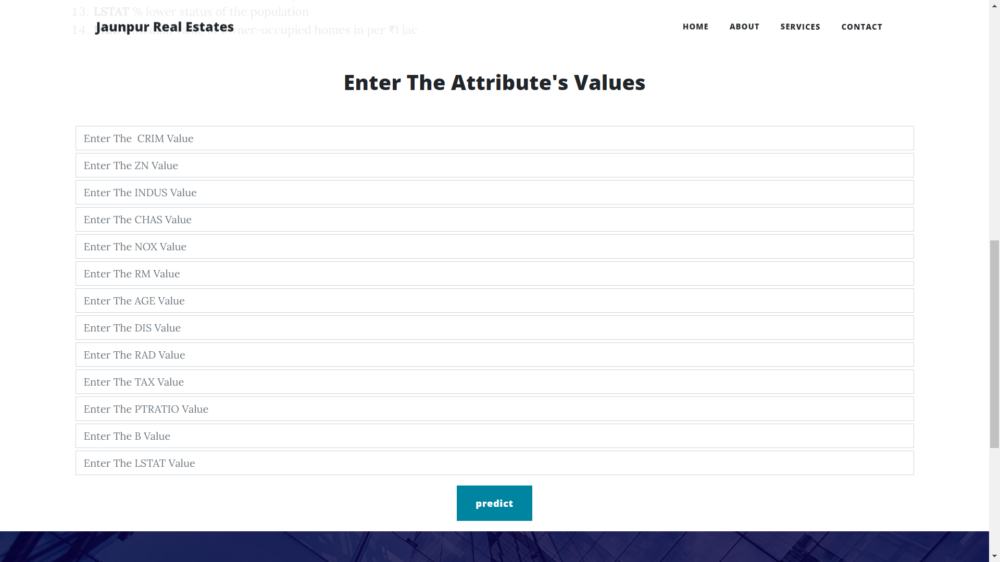 13. LSTAT % lower status of the population
Jaunpur Real Estates
HOME
ABOUT
SERVICES
CONTACT
14. Median value of owner-occupied homes in per ₹1 lac
Enter The Attribute's Values
Enter The  CRIM Value
Enter The ZN Value
Enter The INDUS Value
Enter The CHAS Value
Enter The NOX Value
Enter The RM Value
Enter The AGE Value
Enter The DIS Value
Enter The RAD Value
Enter The TAX Value
Enter The PTRATIO Value
Enter The B Value
Enter The LSTAT Value
predict